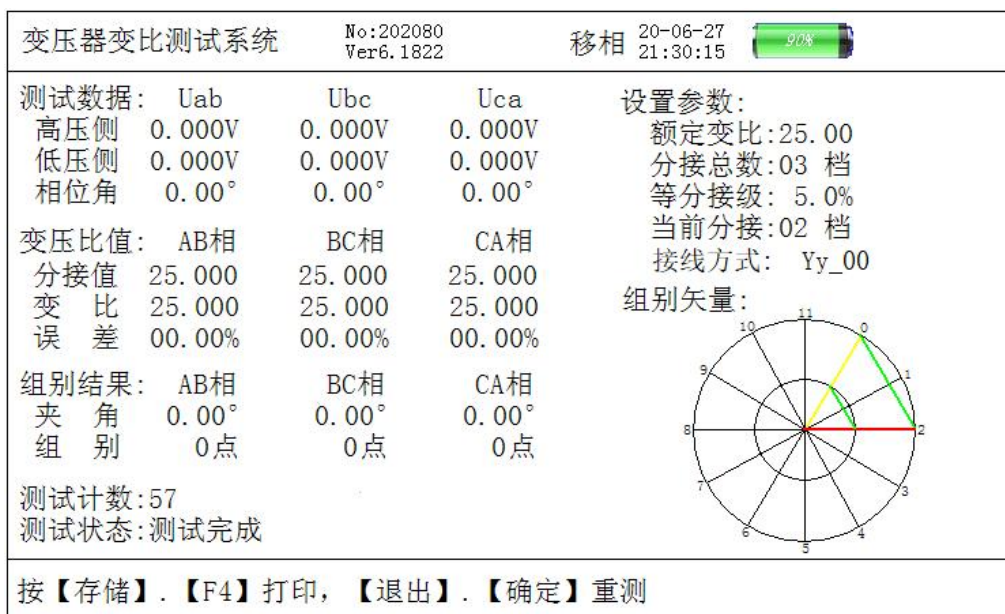 变压器变比测试系统 No:202080 移相 20-06-27 90%
Ver6.1822 21:30:15
测试数据: Uab Ubc Uca
高压侧 0.000V 0.000V 0.000V
低压侧 0.000V 0.000V 0.000V
相位角 0.00° 0.00° 0.00°
变压比值: AB相 BC相 CA相
分接值 25.000 25.000 25.000
变 比 25.000 25.000 25.000
误 差 00.00% 00.00% 00.00%
组别结果: AB相 BC相 CA相
夹 角 0.00° 0.00° 0.00°
组 别 0点 0点 0点
测试计数:57
测试状态:测试完成
设置参数:
额定变比:25.00
分接总数:03 档
等分接级: 5.0%
当前分接:02 档
接线方式: Yy_00
组别矢量:
11
10 0
9 1
8 2
7 3
6 4
5
按【存储】.【F4】打印，【退出】.【确定】重测